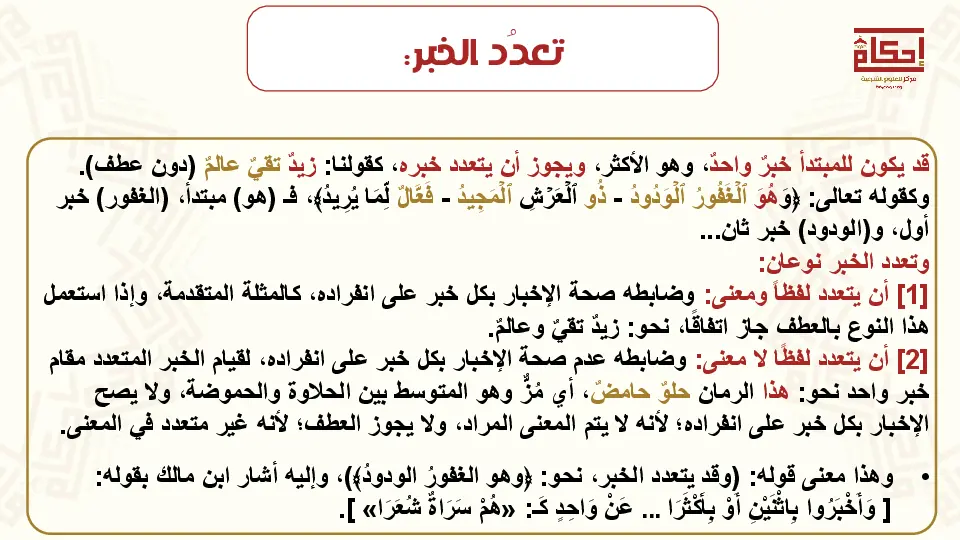 تعددُ الخبر:
إحكام
مركز للعلوم الشرعية
قد يكون للمبتدأ خبرٌ واحدٌ، وهو الأكثر، ويجوز أن يتعدد خبره، كقولنا: زيدٌ تقيٌ عالمٌ (دون عطف).
وكقوله تعالى: ﴿وَهُوَ ٱلْغَفُورُ ٱلْوَدُودُ - ذُو ٱلْعَرْشِ ٱلْمَجِيدُ - فَعَّالٌ لِّمَا يُرِيدُ﴾، فـ (هو) مبتدأ، (الغفور) خبر
أول، و(الودود) خبر ثان...
وتعدد الخبر نوعان:
[1] أن يتعدد لفظاً ومعنى: وضابطه صحة الإخبار بكل خبر على انفراده، كالمثلة المتقدمة، وإذا استعمل
هذا النوع بالعطف جاز اتفاقًا، نحو: زيدٌ تقيٌ وعالمٌ.
[2] أن يتعدد لفظًا لا معنى: وضابطه عدم صحة الإخبار بكل خبر على انفراده، لقيام الخبر المتعدد مقام
خبر واحد نحو: هذا الرمان حلوٌ حامضٌ، أي مُزٌّ وهو المتوسط بين الحلاوة والحموضة، ولا يصح
الإخبار بكل خبر على انفراده؛ لأنه لا يتم المعنى المراد، ولا يجوز العطف؛ لأنه غير متعدد في المعنى.
• وهذا معنى قوله: (وقد يتعدد الخبر، نحو: ﴿وهو الغفورُ الودودُ﴾)، وإليه أشار ابن مالك بقوله:
[ وَأَخْبَرُوا بِاثْنَيْنِ أَوْ بِأَكْثَرَا ... عَنْ وَاحِدٍ كَـ: «هُمْ سَرَاةٌ شُعَرَا» ].